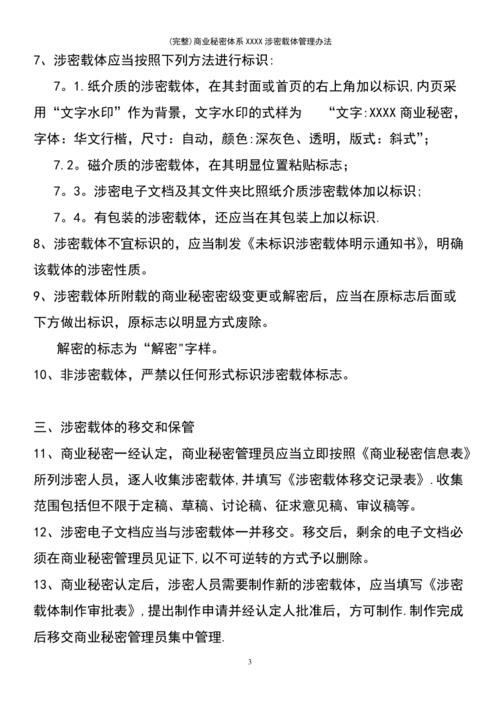 (完整)商业秘密体系XXXX涉密载体管理办法
7、涉密载体应当按照下列方法进行标识:
7。1.纸介质的涉密载体，在其封面或首页的右上角加以标识.内页采
用“文字水印”作为背景，文字水印的式样为 “文字:XXXX商业秘密，
字体：华文行楷，尺寸：自动，颜色:深灰色、透明，版式：斜式”；
7.2。磁介质的涉密载体，在其明显位置粘贴标志；
7。3。涉密电子文档及其文件夹比照纸介质涉密载体加以标识；
7。4。有包装的涉密载体，还应当在其包装上加以标识.
8、涉密载体不宜标识的，应当制发《未标识涉密载体明示通知书》，明确
该载体的涉密性质。
9、涉密载体所附载的商业秘密密级变更或解密后，应当在原标志后面或
下方做出标识，原标志以明显方式废除。
解密的标志为“解密"字样。
10、非涉密载体，严禁以任何形式标识涉密载体标志。
三、涉密载体的移交和保管
11、商业秘密一经认定，商业秘密管理员应当立即按照《商业秘密信息表》
所列涉密人员，逐人收集涉密载体,并填写《涉密载体移交记录表》.收集
范围包括但不限于定稿、草稿、讨论稿、征求意见稿、审议稿等。
12、涉密电子文档应当与涉密载体一并移交。移交后，剩余的电子文档必
须在商业秘密管理员见证下,以不可逆转的方式予以删除。
13、商业秘密认定后，涉密人员需要制作新的涉密载体，应当填写《涉密
载体制作审批表》,提出制作申请并经认定人批准后，方可制作.制作完成
后移交商业秘密管理员集中管理.
3